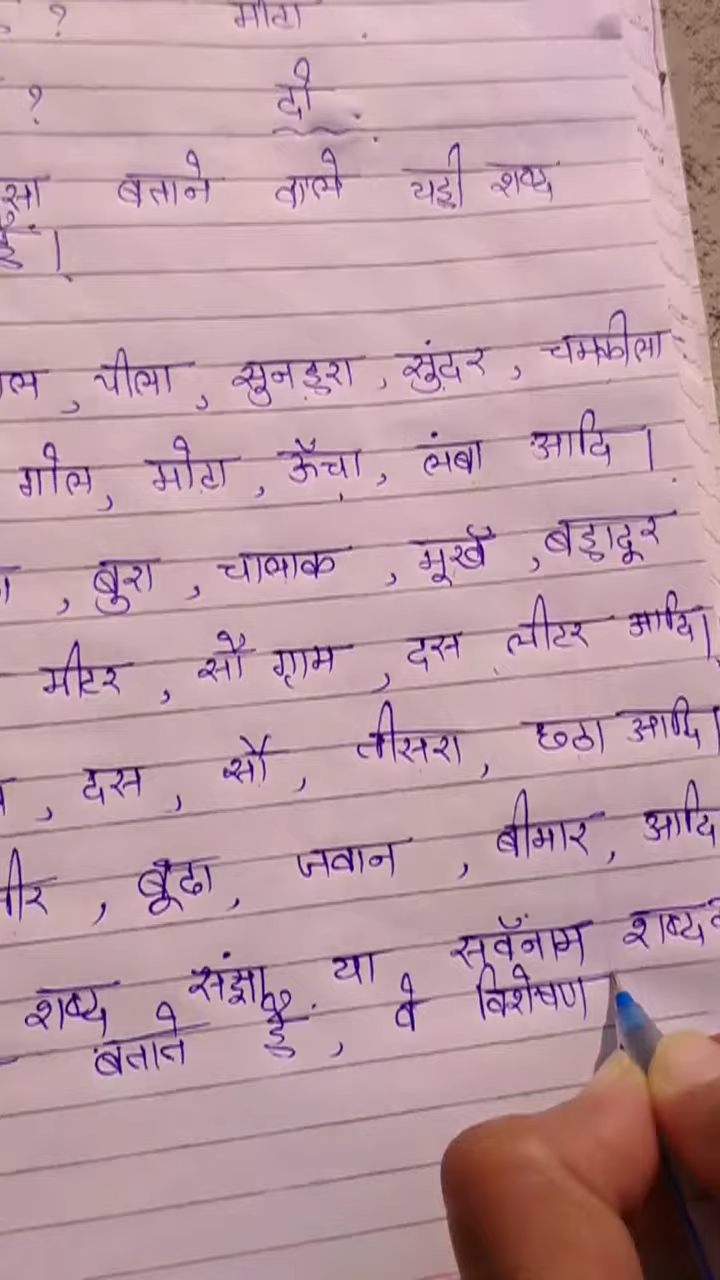 ? मोटा
? दो
बताने वाले यही शब्द
हैं।
, पीला, सुनहरा, सुंदर, चमकीला
गोल, मोटा, ऊँचा, लंबा आदि।
, बुरा, चालाक, मूर्ख, बहादूर
मीटर, सौ ग्राम, दस लीटर आदि।
, दस, सौ, तीसरा, छठा आदि।
, बूढा, जवान, बीमार, आदि
शब्द संज्ञा या सर्वनाम शब्द
बताते हैं, वे विशेषण